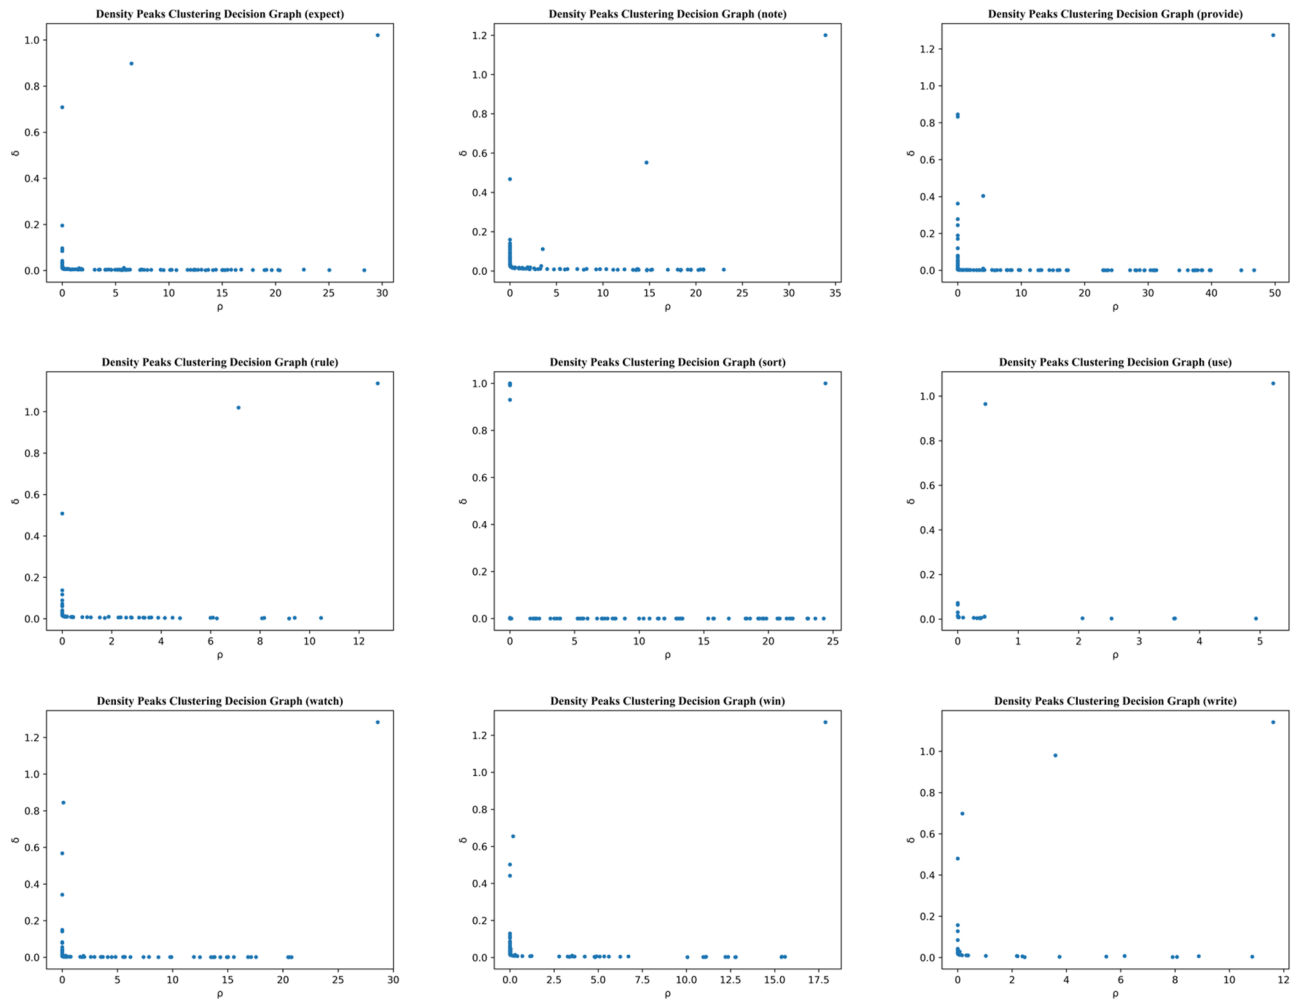 Density Peaks Clustering Decision Graph (expect)
1.0
0.8
0.6
δ
0.4
0.2
0.0
0 5 10 15 20 25 30
ρ
Density Peaks Clustering Decision Graph (note)
1.2
1.0
0.8
0.6
δ
0.4
0.2
0.0
0 5 10 15 20 25 30 35
ρ
Density Peaks Clustering Decision Graph (provide)
1.2
1.0
0.8
0.6
δ
0.4
0.2
0.0
0 10 20 30 40 50
ρ
Density Peaks Clustering Decision Graph (rule)
1.0
0.8
0.6
δ
0.4
0.2
0.0
0 2 4 6 8 10 12
ρ
Density Peaks Clustering Decision Graph (sort)
1.0
0.8
0.6
δ
0.4
0.2
0.0
0 5 10 15 20 25
ρ
Density Peaks Clustering Decision Graph (use)
1.0
0.8
0.6
δ
0.4
0.2
0.0
0 1 2 3 4 5
ρ
Density Peaks Clustering Decision Graph (watch)
1.2
1.0
0.8
0.6
δ
0.4
0.2
0.0
0 5 10 15 20 25 30
ρ
Density Peaks Clustering Decision Graph (win)
1.2
1.0
0.8
0.6
δ
0.4
0.2
0.0
0.0 2.5 5.0 7.5 10.0 12.5 15.0 17.5
ρ
Density Peaks Clustering Decision Graph (write)
1.0
0.8
0.6
δ
0.4
0.2
0.0
0 2 4 6 8 10 12
ρ